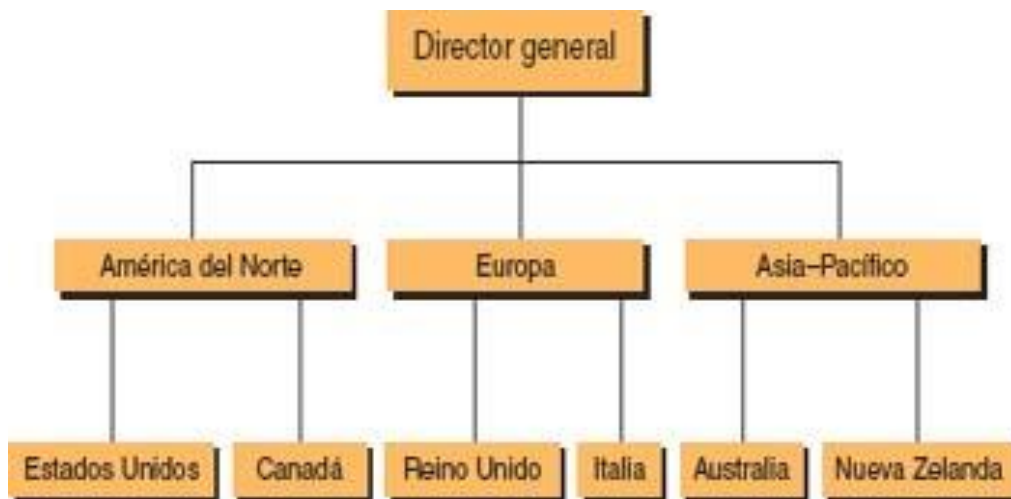 Director general
América del Norte
Europa
Asia–Pacífico
Estados Unidos
Canadá
Reino Unido
Italia
Australia
Nueva Zelanda